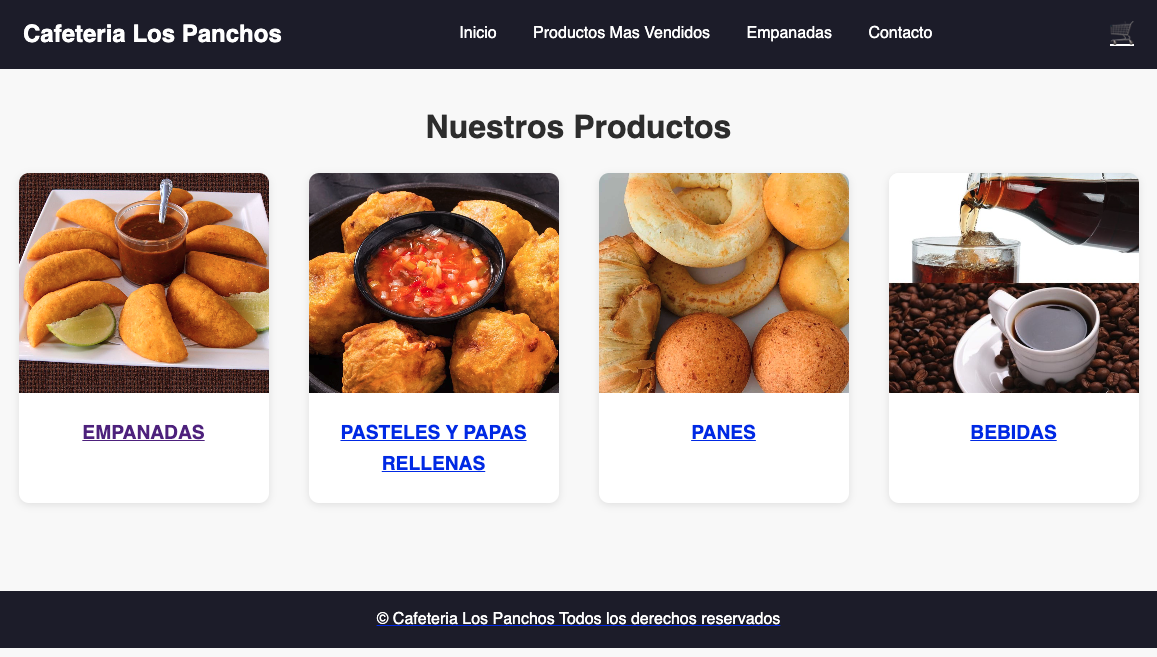 Cafeteria Los Panchos
Inicio
Productos Mas Vendidos
Empanadas
Contacto
Nuestros Productos
EMPANADAS
PASTELES Y PAPAS
RELLENAS
PANES
BEBIDAS
© Cafeteria Los Panchos Todos los derechos reservados